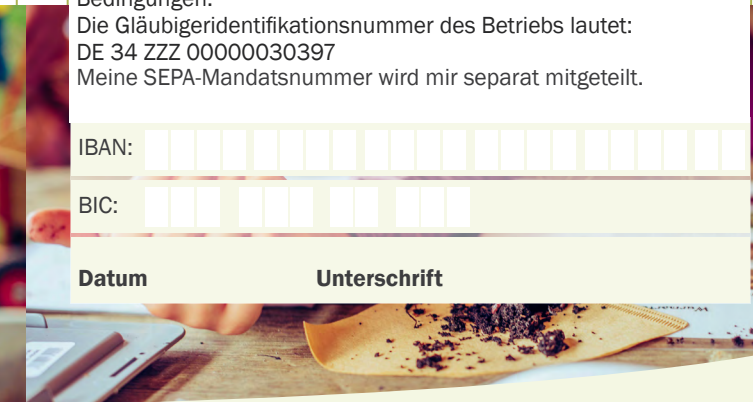 Bedingungen:
Die Gläubigeridentifikationsnummer des Betriebs lautet:
DE 34 ZZZ 00000030397
Meine SEPA-Mandatsnummer wird mir separat mitgeteilt.
IBAN:
BIC:
Datum Unterschrift